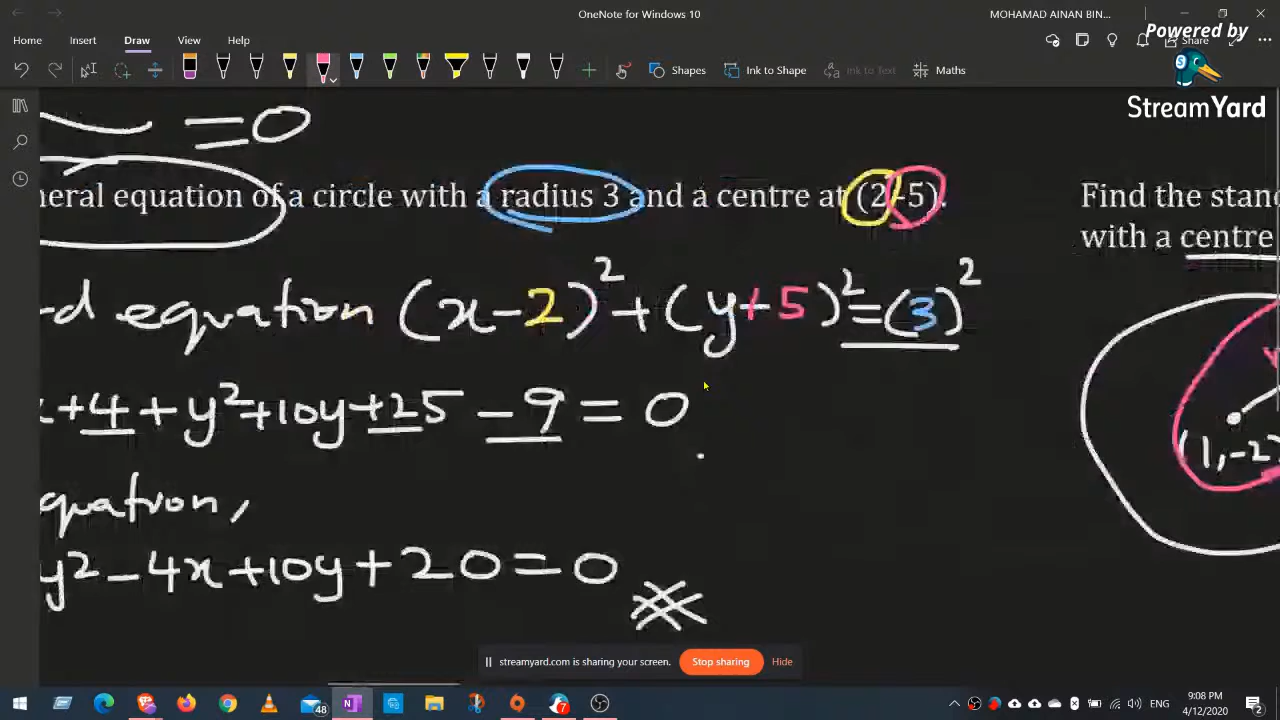 OneNote for Windows 10
MOHAMAD AINAN BIN...
Powered by
StreamYard
Home Insert Draw View Help
Share
Shapes Ink to Shape Ink to Text Maths
= 0
neral equation of a circle with a radius 3 and a centre at (2-5).
Find the stand
with a centre
rd equation (x-2)²+(y+5)²=(3)²
+4+y²+10y+25-9=0
(1,-2)
quation,
y²-4x+10y+20=0
streamyard.com is sharing your screen. Stop sharing Hide
48
7
ENG
9:08 PM
4/12/2020
2